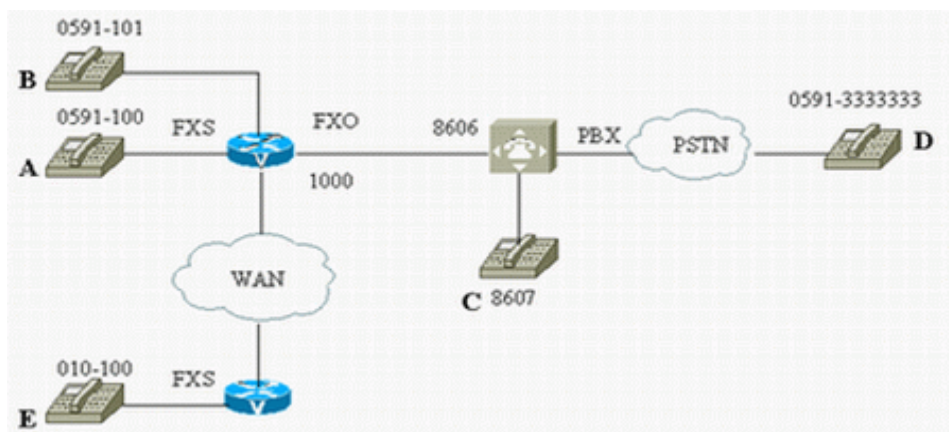 0591-101
B
0591-100
A
FXS
FXO
1000
8606
PBX
PSTN
0591-3333333
D
WAN
C 8607
010-100
E
FXS
V
V